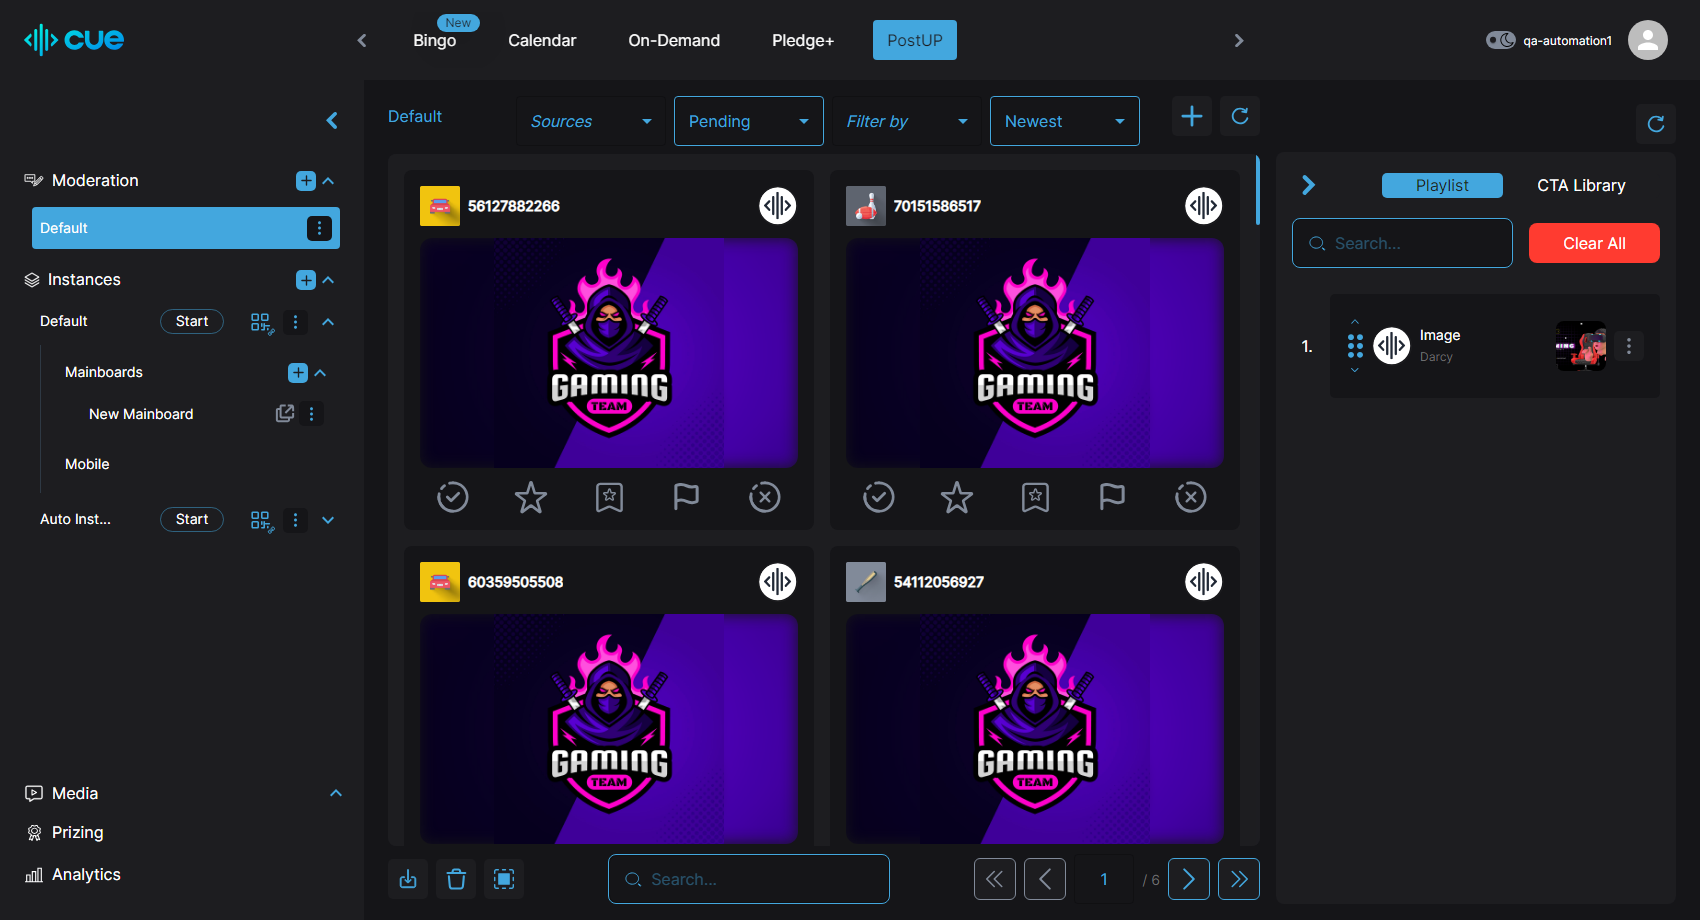 cue
New
Bingo
Calendar
On-Demand
Pledge+
PostUP
qa-automation1
Moderation
Default
Instances
Default
Start
Mainboards
New Mainboard
Mobile
Auto Inst...
Start
Media
Prizing
Analytics
Default
Sources
Pending
Filter by
Newest
56127882266
GAMING
TEAM
70151586517
GAMING
TEAM
60359505508
GAMING
TEAM
54112056927
GAMING
TEAM
Search...
1
/ 6
Playlist
CTA Library
Search...
Clear All
1.
Image
Darcy
MING